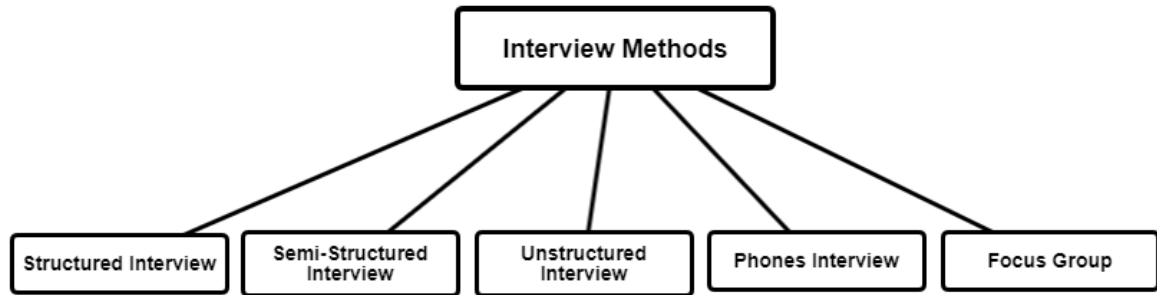 Interview Methods
Structured Interview
Semi-Structured
Interview
Unstructured
Interview
Phones Interview
Focus Group